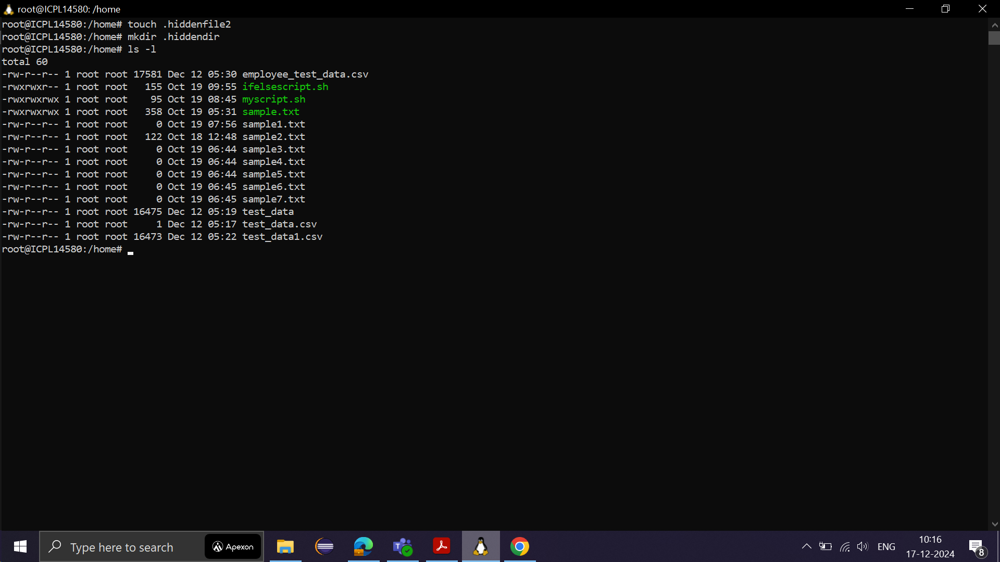 root@ICPL14580: /home
root@ICPL14580:/home# touch .hiddenfile2
root@ICPL14580:/home# mkdir .hiddendir
root@ICPL14580:/home# ls -l
total 60
-rw-r--r-- 1 root root 17581 Dec 12 05:30 employee_test_data.csv
-rwxrwxr-- 1 root root   155 Oct 19 09:55 ifelsescript.sh
-rwxrwxrwx 1 root root    95 Oct 19 08:45 myscript.sh
-rwxrwxrwx 1 root root   358 Oct 19 05:31 sample.txt
-rw-r--r-- 1 root root     0 Oct 19 07:56 sample1.txt
-rw-r--r-- 1 root root   122 Oct 18 12:48 sample2.txt
-rw-r--r-- 1 root root     0 Oct 19 06:44 sample3.txt
-rw-r--r-- 1 root root     0 Oct 19 06:44 sample4.txt
-rw-r--r-- 1 root root     0 Oct 19 06:44 sample5.txt
-rw-r--r-- 1 root root     0 Oct 19 06:45 sample6.txt
-rw-r--r-- 1 root root     0 Oct 19 06:45 sample7.txt
-rw-r--r-- 1 root root 16475 Dec 12 05:19 test_data
-rw-r--r-- 1 root root     1 Dec 12 05:17 test_data.csv
-rw-r--r-- 1 root root 16473 Dec 12 05:22 test_data1.csv
root@ICPL14580:/home#
Type here to search
Apexon
ENG
10:16
17-12-2024
8